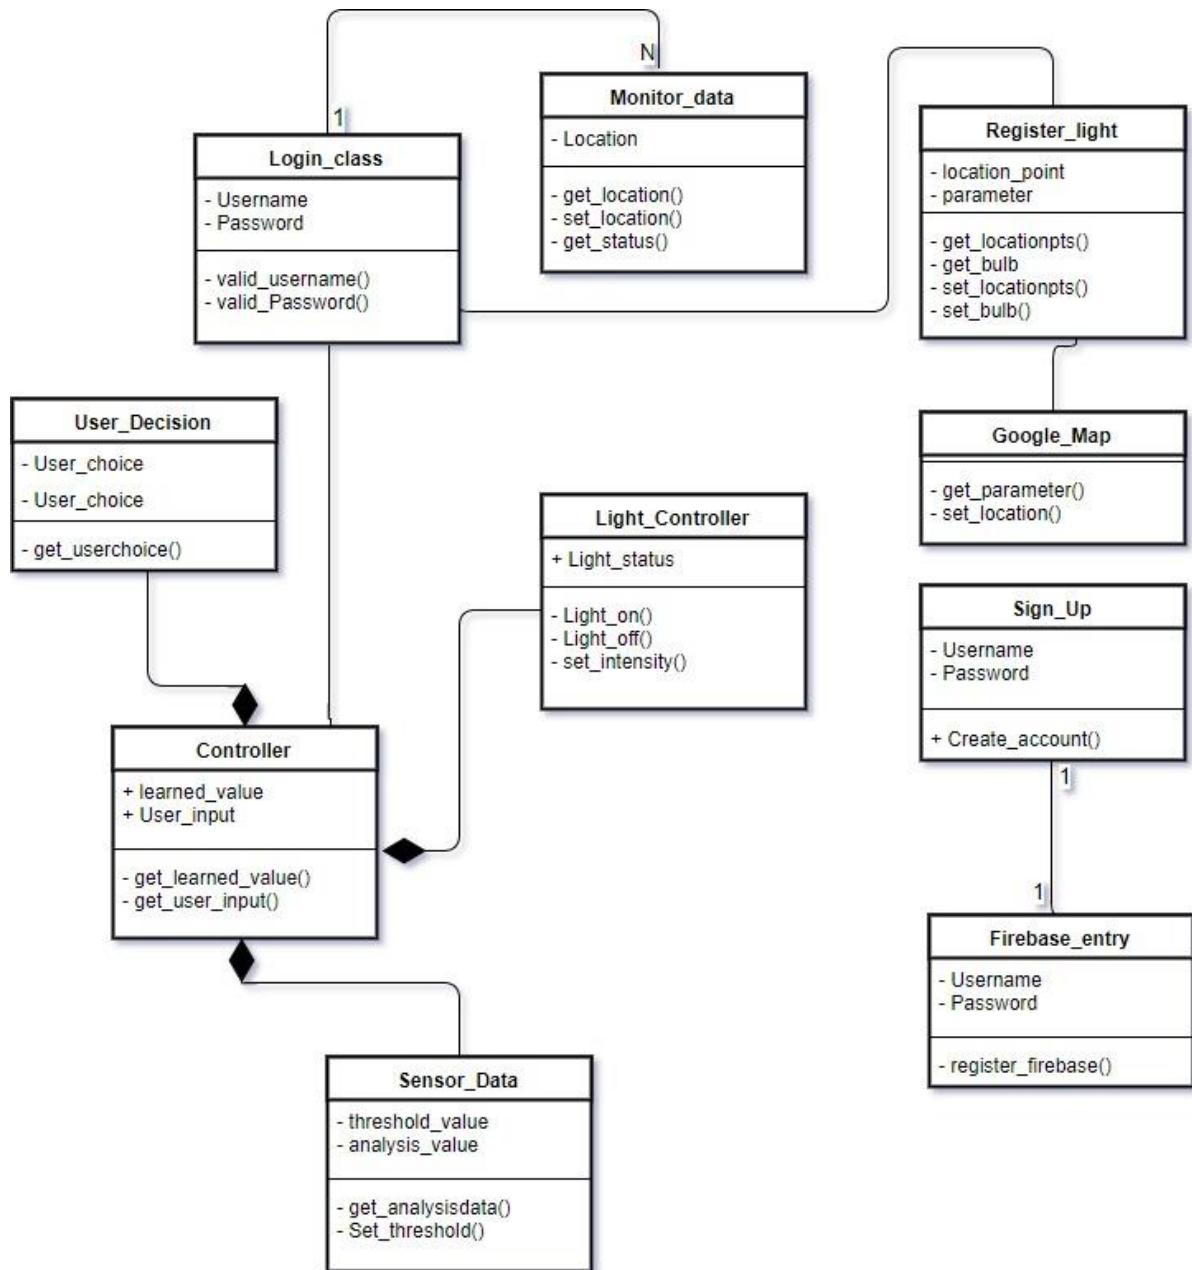 N
1
Monitor_data
- Location
- get_location()
- set_location()
- get_status()
Register_light
- location_point
- parameter
- get_locationpts()
- get_bulb
- set_locationpts()
- set_bulb()
Login_class
- Username
- Password
- valid_username()
- valid_Password()
User_Decision
- User_choice
- User_choice
- get_userchoice()
Google_Map
- get_parameter()
- set_location()
Light_Controller
+ Light_status
- Light_on()
- Light_off()
- set_intensity()
Sign_Up
- Username
- Password
+ Create_account()
1
1
Controller
+ learned_value
+ User_input
- get_learned_value()
- get_user_input()
Firebase_entry
- Username
- Password
- register_firebase()
Sensor_Data
- threshold_value
- analysis_value
- get_analysisdata()
- Set_threshold()